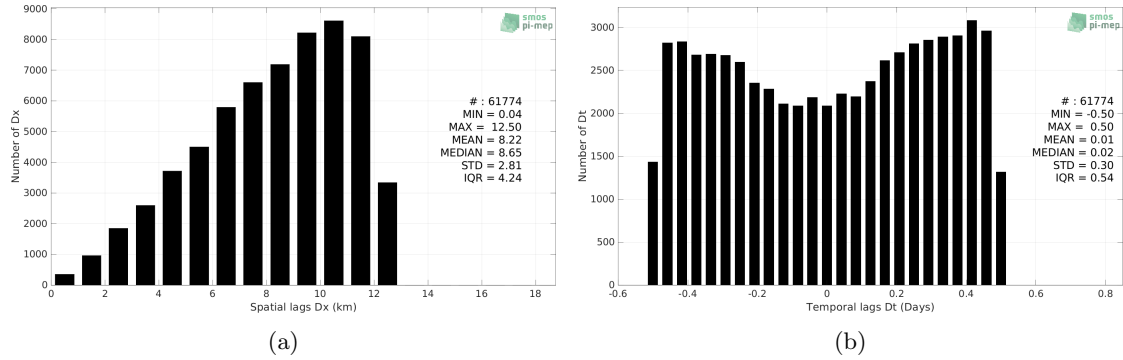 9000
8000
7000
6000
5000
4000
3000
2000
1000
0
Number of Dx
smos
pi-mep
# : 61774
MIN = 0.04
MAX = 12.50
MEAN = 8.22
MEDIAN = 8.65
STD = 2.81
IQR = 4.24
0 2 4 6 8 10 12 14 16 18
Spatial lags Dx (km)
(a)
3000
2500
2000
1500
1000
500
0
Number of Dt
smos
pi-mep
# : 61774
MIN = -0.50
MAX = 0.50
MEAN = 0.01
MEDIAN = 0.02
STD = 0.30
IQR = 0.54
-0.6 -0.4 -0.2 0 0.2 0.4 0.6 0.8
Temporal lags Dt (Days)
(b)